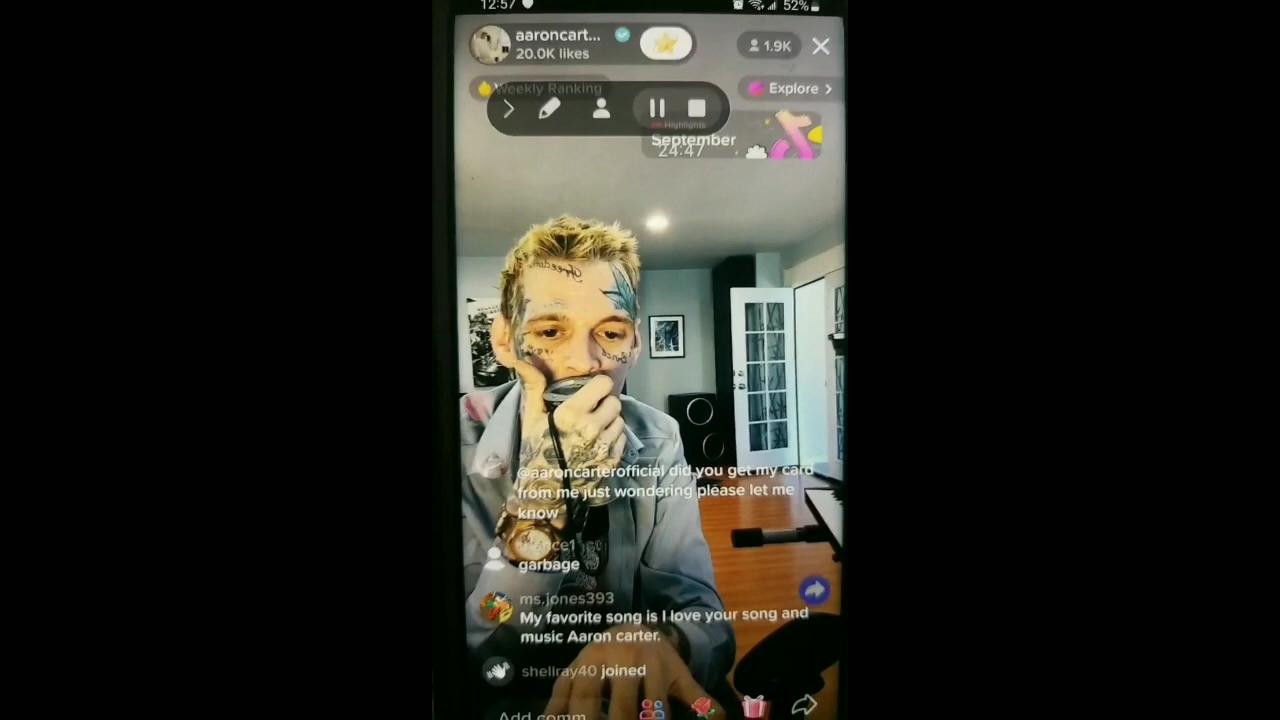 12:57
52%
aaroncart...
20.0K likes
1.9K
Weekly Ranking
Explore >
Highlights
September
24:47
@aaroncarterofficial did you get my card
from me just wondering please let me
know
garbage
ms.jones393
My favorite song is I love your song and
music Aaron carter.
shellray40 joined
Add comm